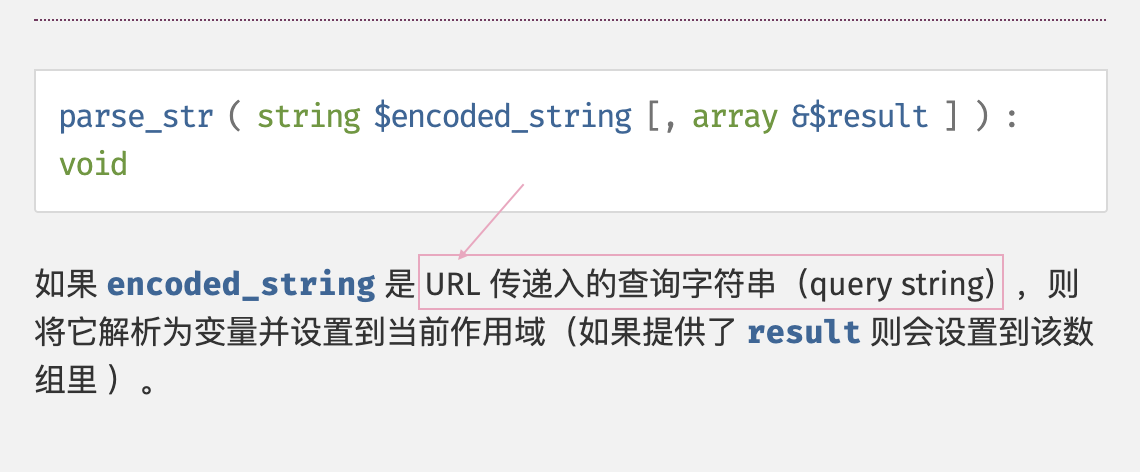 parse_str ( string $encoded_string [, array &$result ] ) :
void
如果 encoded_string 是 URL 传递入的查询字符串（query string），则
将它解析为变量并设置到当前作用域（如果提供了 result 则会设置到该数
组里 ）。